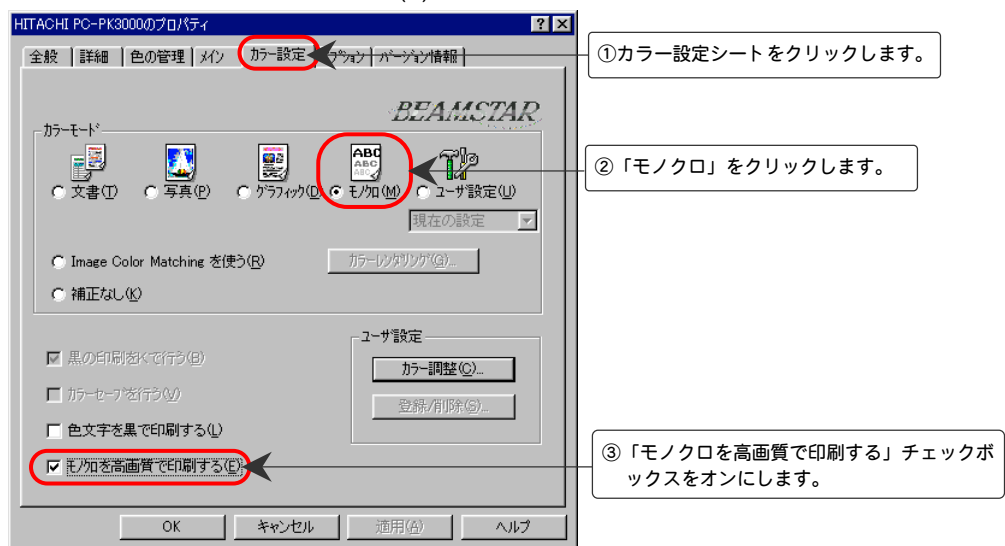 HITACHI PC-PK3000のプロパティ
全般 詳細 色の管理 メイン カラー設定 プション バージョン情報
①カラー設定シートをクリックします。
BEAMSTAR
カラーモード
ABC
ABC
ABC
②「モノクロ」をクリックします。
文書(T) 写真(P) グラフィック(D モノクロ(M) ユーザ設定(U)
現在の設定
Image Color Matching を使う(R) カラーレンダリング(G)...
補正なし(K)
ユーザ設定
黒の印刷をKで行う(B)
カラー調整(C)...
カラーセーブを行う(V)
登録/削除(S)...
色文字を黒で印刷する(L)
モノクロを高画質で印刷する(E)
③「モノクロを高画質で印刷する」チェックボ
ックスをオンにします。
OK キャンセル 適用(A) ヘルプ